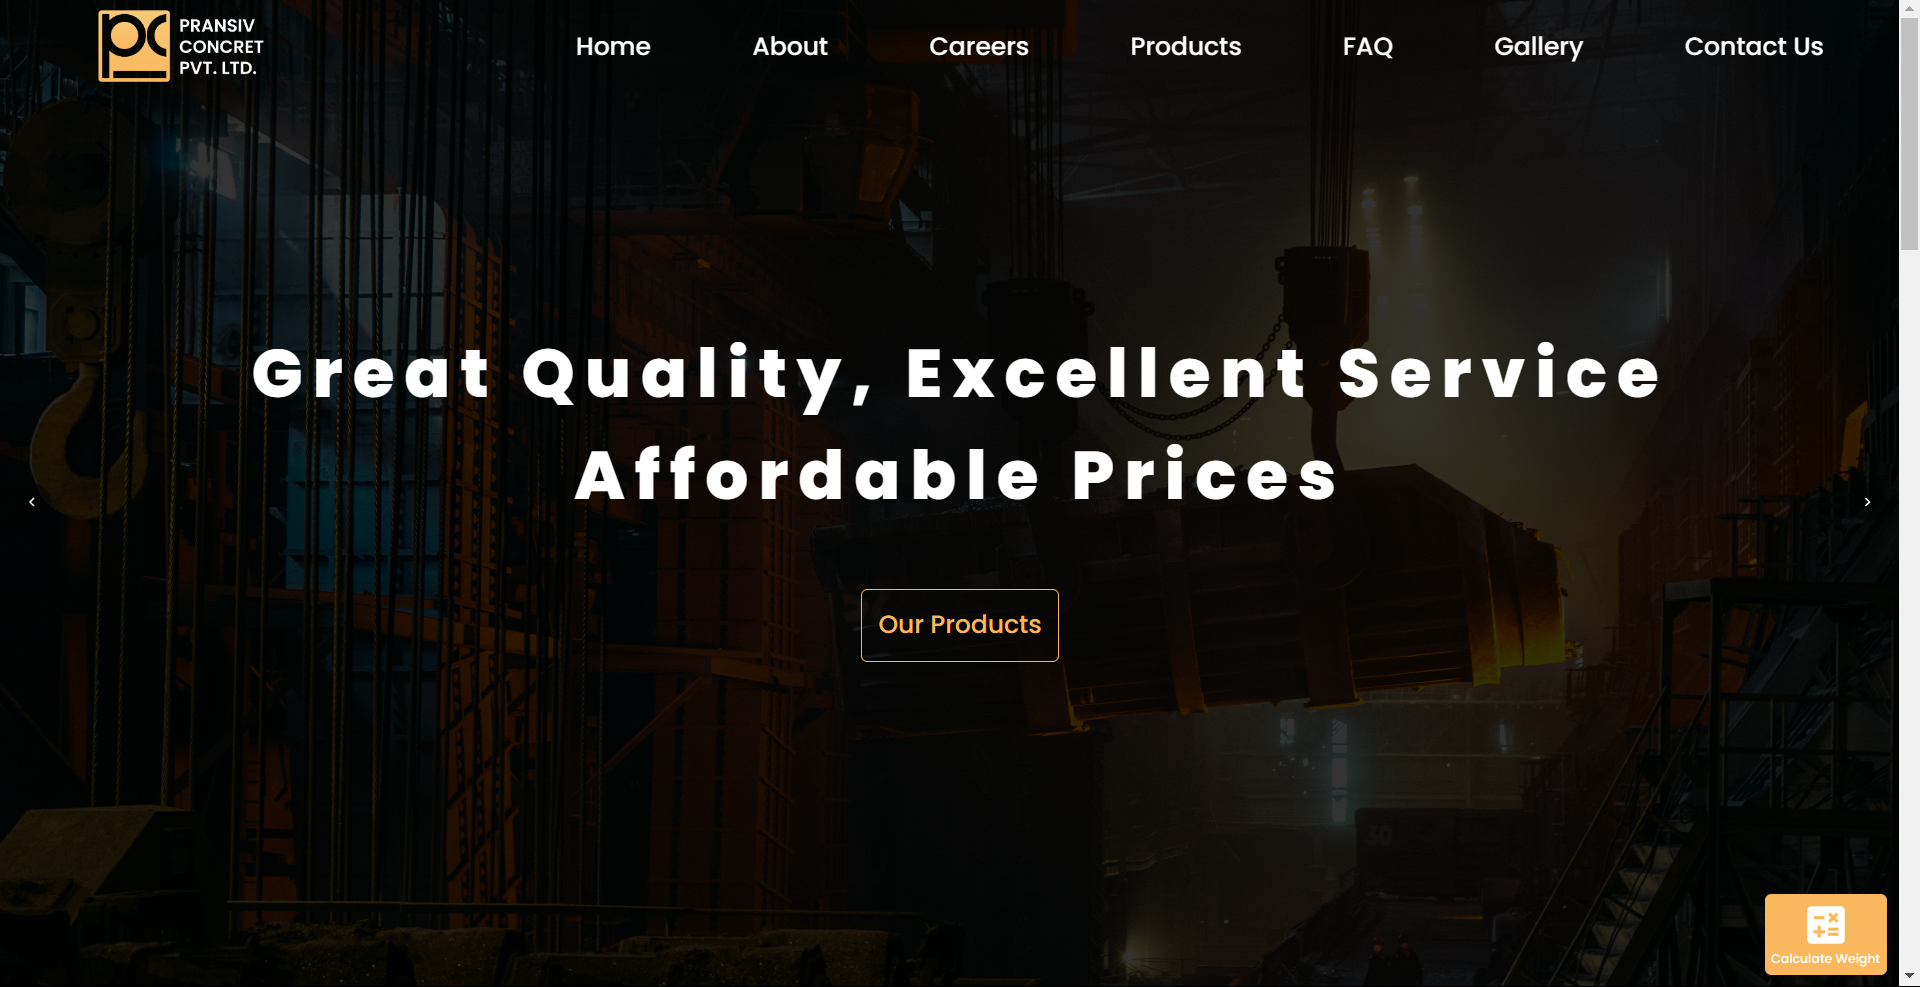 PRANSIV
CONCRET
PVT. LTD.
Home About Careers Products FAQ Gallery Contact Us
Great Quality, Excellent Service
Affordable Prices
Our Products
Calculate Weight